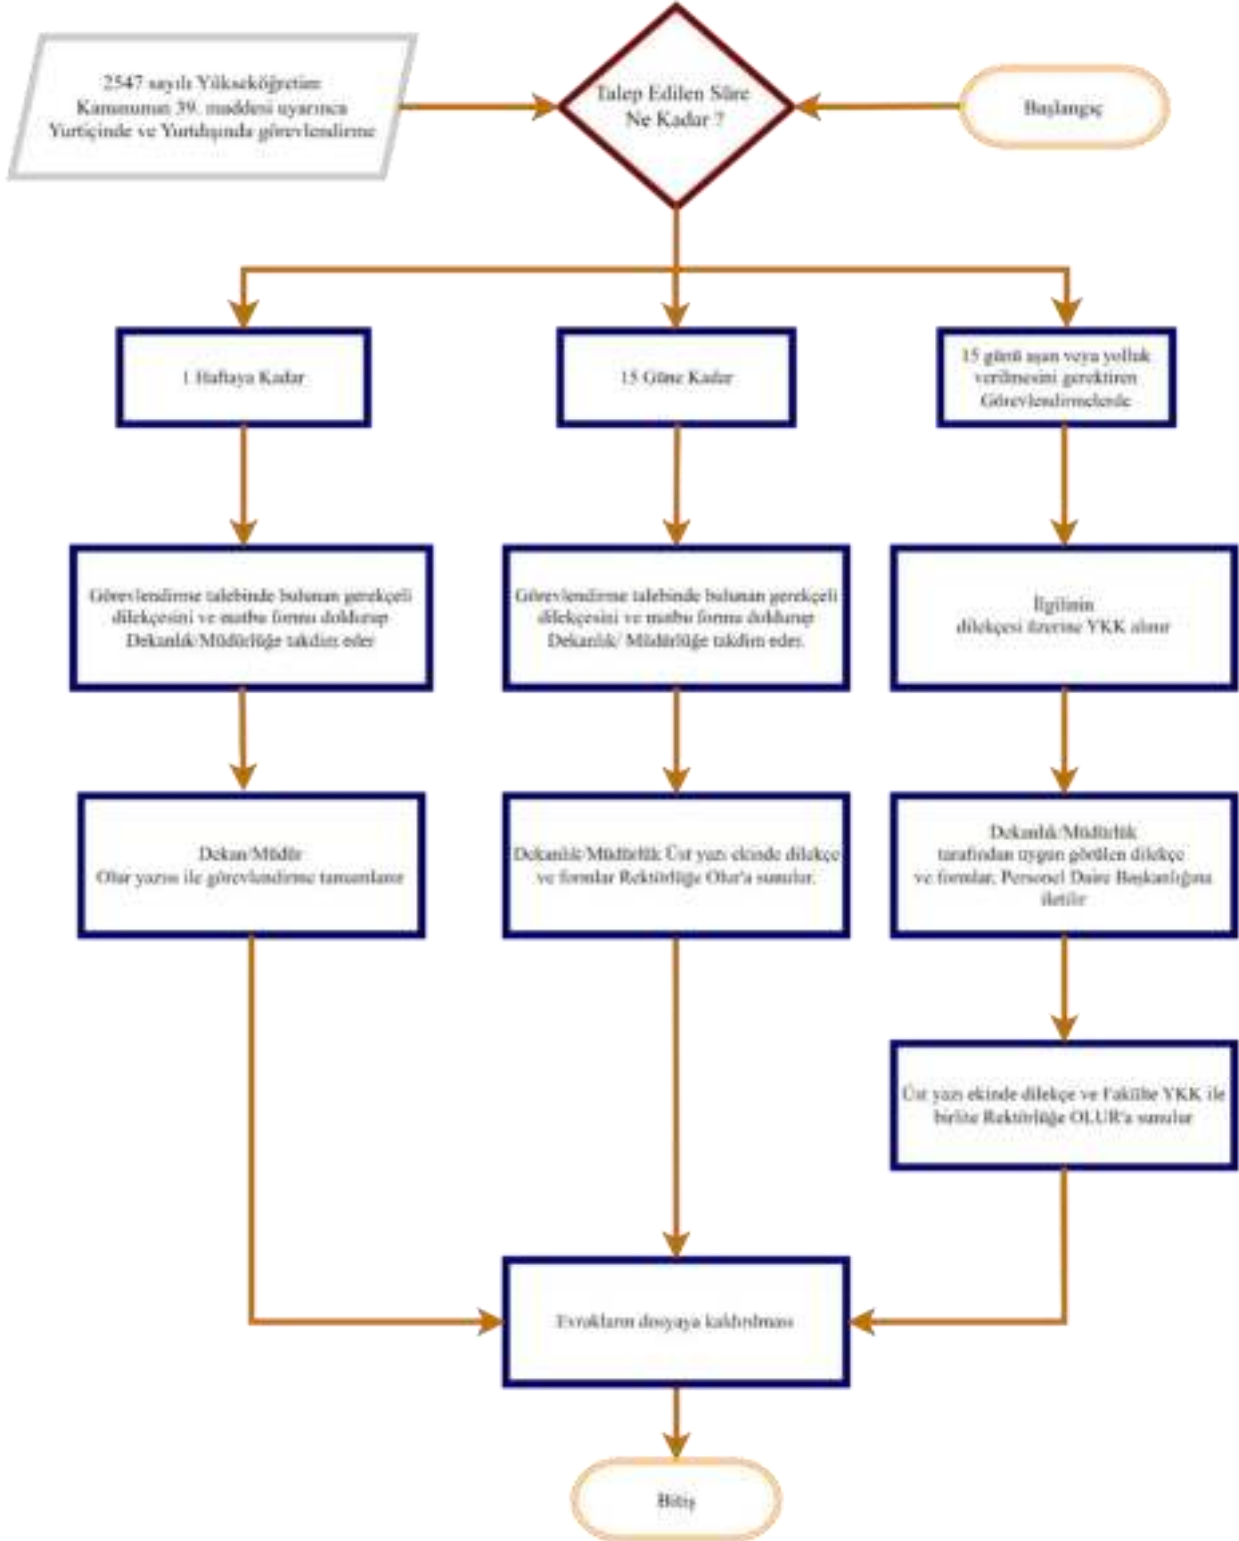 2547 sayılı Yükseköğretim
Kanununun 39. maddesi uyarınca
Yurtiçinde ve Yurtdışında görevlendirme
Talep Edilen Süre
Ne Kadar ?
Başlangıç
1 Haftaya Kadar
15 Güne Kadar
15 günü aşan veya yolluk
verilmesini gerektiren
Görevlendirmelerde
Görevlendirme talebinde bulunan gerekçeli
dilekçesini ve matbu formu doldurup
Dekanlık/Müdürlüğe takdim eder
Görevlendirme talebinde bulunan gerekçeli
dilekçesini ve matbu formu doldurup
Dekanlık/ Müdürlüğe takdim eder.
İlgilinin
dilekçesi üzerine YKK alınır
Dekan/Müdür
Olur yazısı ile görevlendirme tamamlanır
Dekanlık/Müdürlük Üst yazı ekinde dilekçe
ve formlar Rektörlüğe Olur'a sunulur.
Dekanlık/Müdürlük
tarafından uygun görülen dilekçe
ve formlar, Personel Daire Başkanlığına
iletilir
Üst yazı ekinde dilekçe ve Fakülte YKK ile
birlite Rektörlüğe OLUR'a sunulur
Evrakların dosyaya kaldırılması
Bitiş